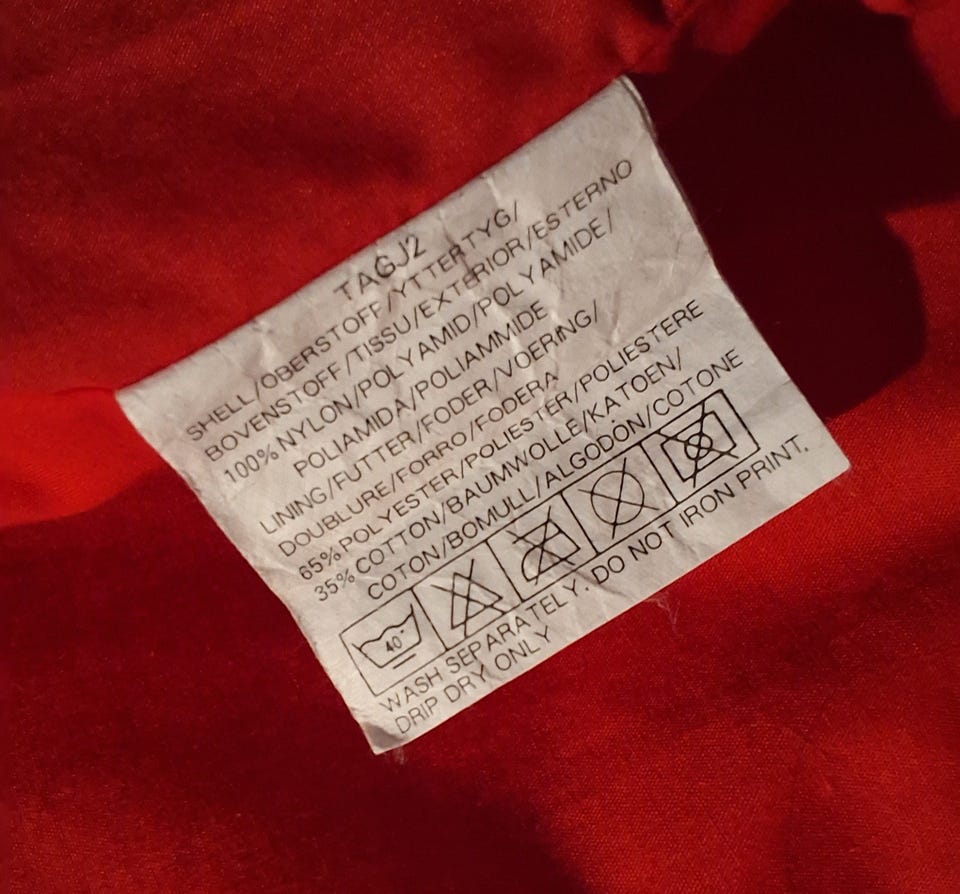 TAGJ2
SHELL/OBERSTOFF/YTTERTYG/
BOVENSTOFF/TISSU/EXTERIOR/ESTERNO
100% NYLON/POLYAMID/POLYAMIDE/
POLIAMIDA/POLIAMMIDE
LINING/FUTTER/FODER/VOERING/
DOUBLURE/FORRO/FODERA
65% POLYESTER/POLIESTER/POLIESTERE
35% COTTON/BAUMWOLLE/KATOEN/
COTON/BOMULL/ALGODÓN/COTONE
40°
WASH SEPARATELY. DO NOT IRON PRINT.
DRIP DRY ONLY